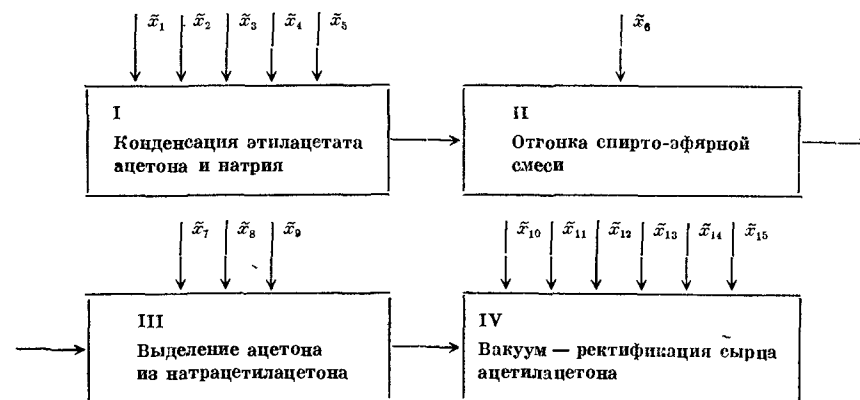 x̃₁ x̃₂ x̃₃ x̃₄ x̃₅
x̃₆
I
Конденсация этилацетата
ацетона и натрия
II
Отгонка спирто-эфярной
смеси
x̃₇ x̃₈ x̃₉
x̃₁₀ x̃₁₁ x̃₁₂ x̃₁₃ x̃₁₄ x̃₁₅
III
Выделение ацетона
из натрацетилацетона
IV
Вакуум — ректификация сырца
ацетилацетона